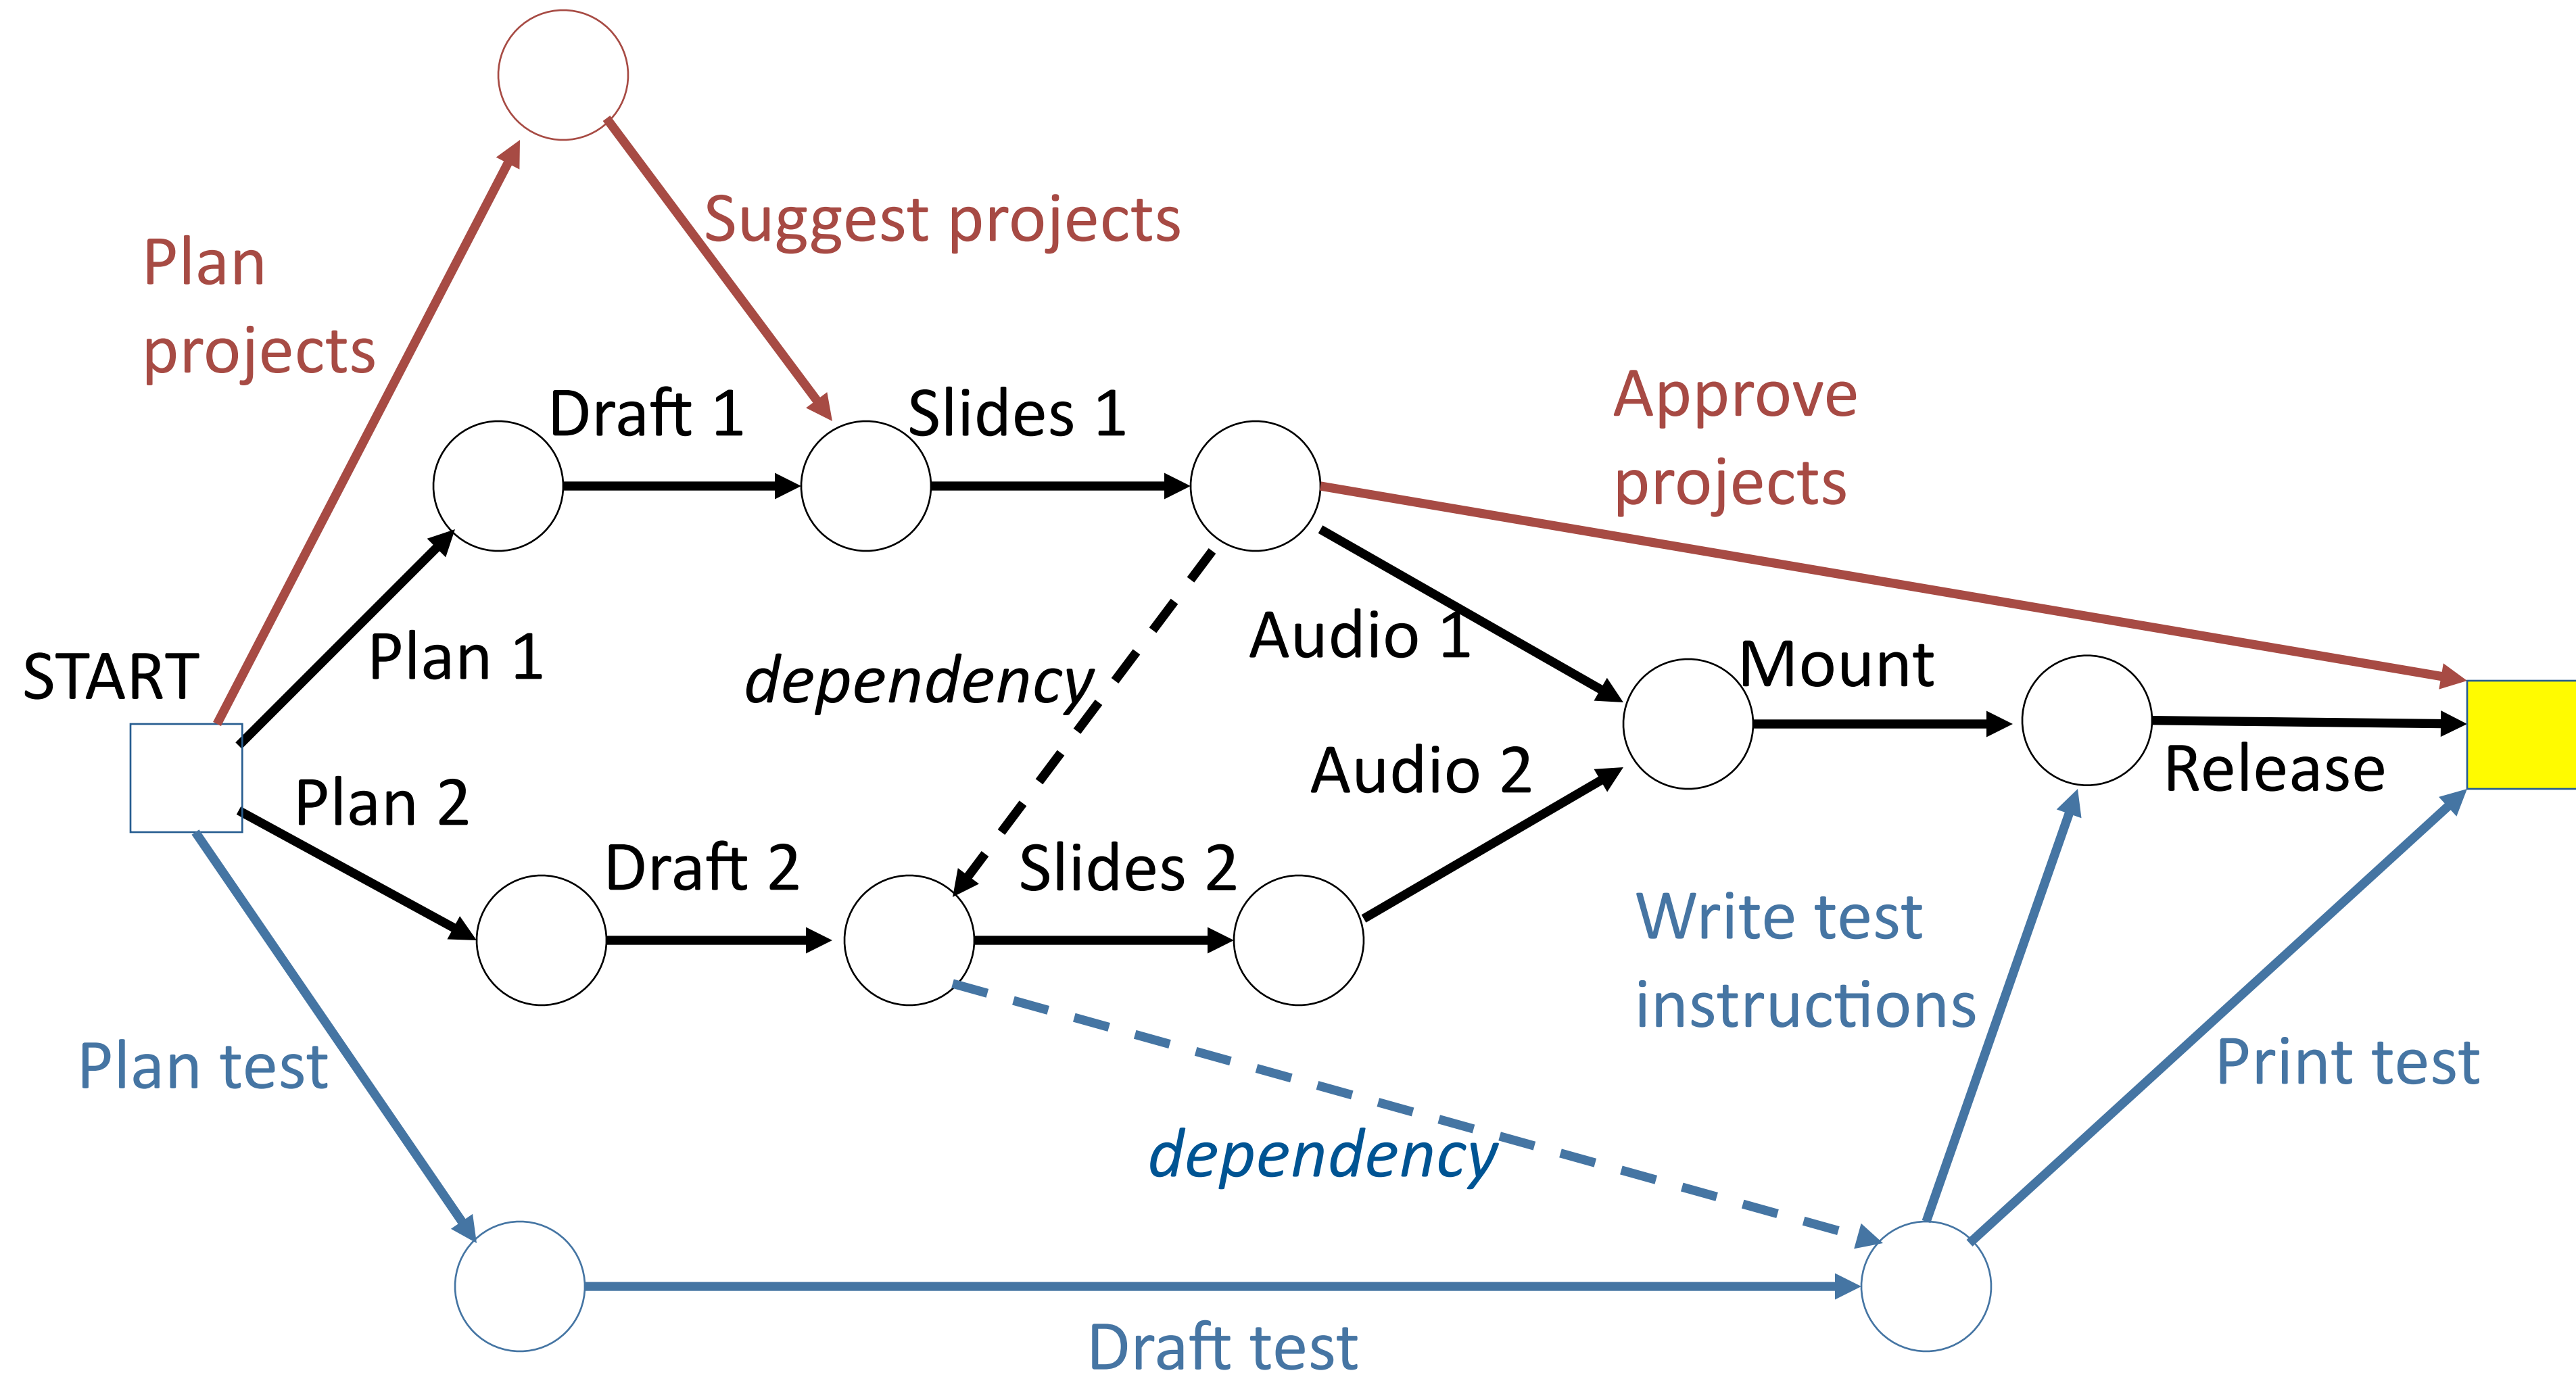 Suggest projects
Plan
projects
Approve
projects
Draft 1
Slides 1
Plan 1
START
Audio 1
dependency
Mount
Audio 2
Release
Plan 2
Draft 2
Slides 2
Write test
instructions
Plan test
Print test
dependency
Draft test